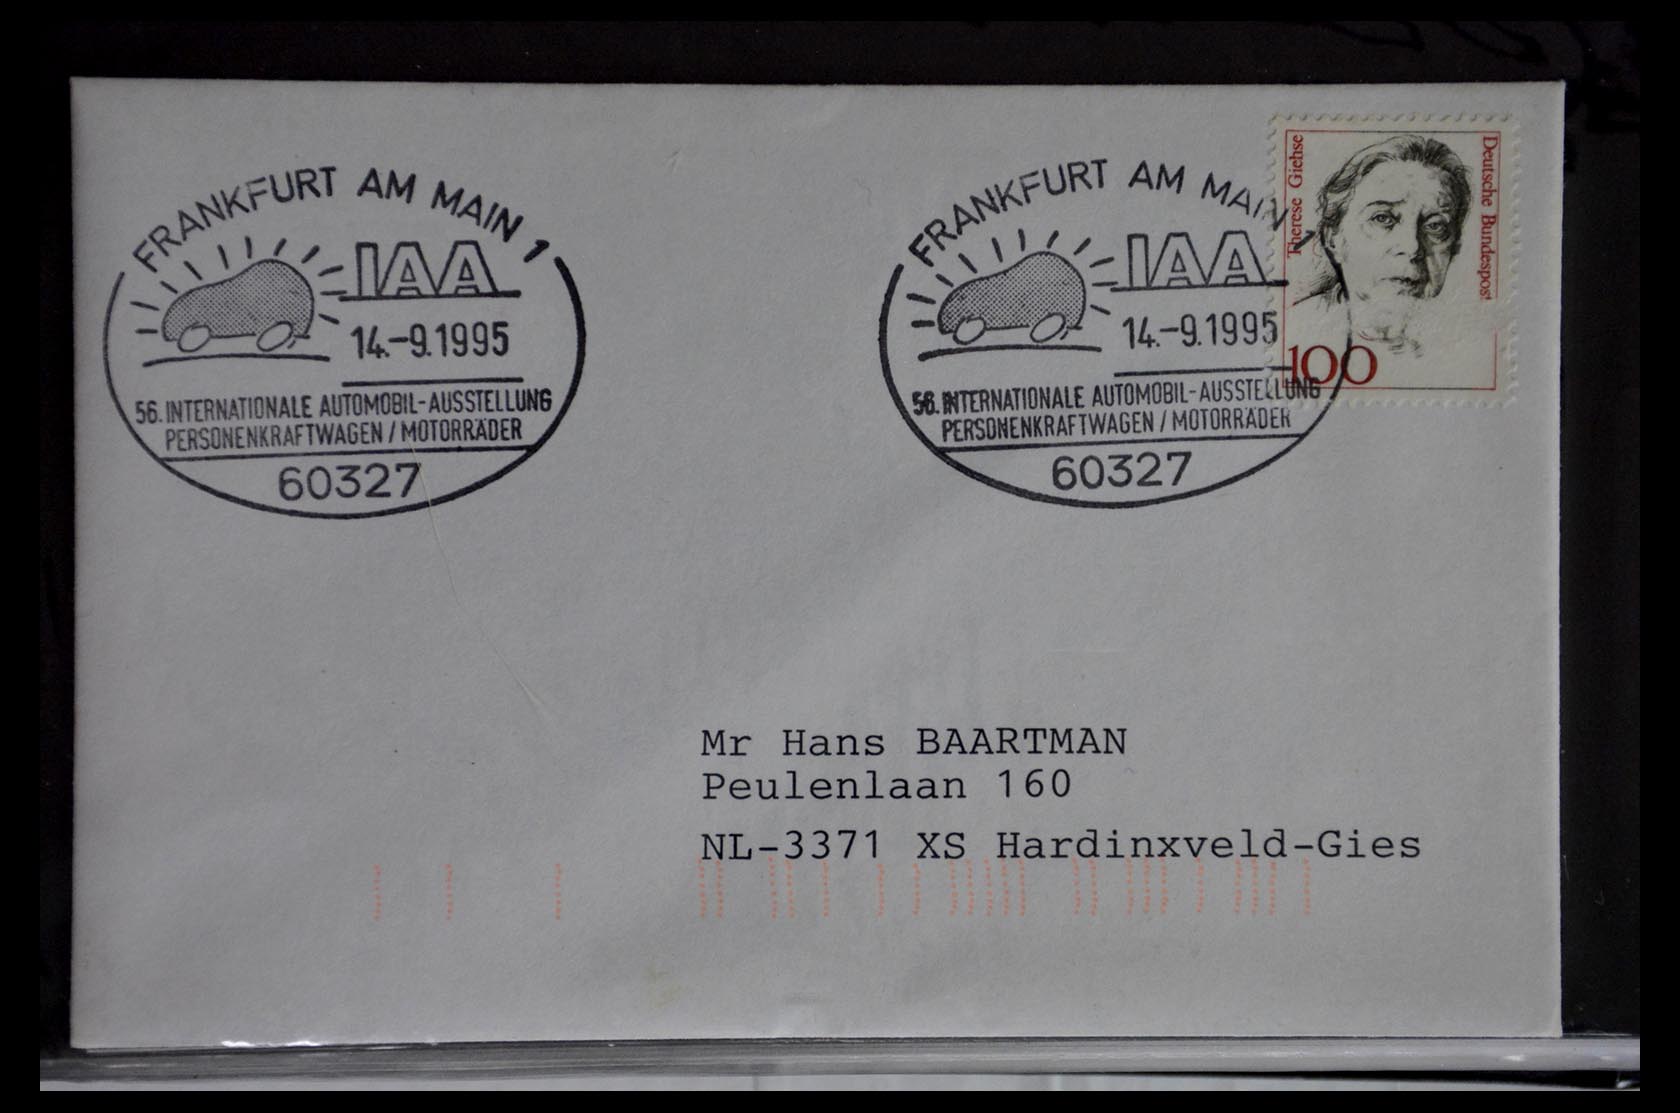 FRANKFURT AM MAIN 1
IAA
14.-9.1995
56. INTERNATIONALE AUTOMOBIL-AUSSTELLUNG
PERSONENKRAFTWAGEN / MOTORRÄDER
60327
FRANKFURT AM MAIN 1
IAA
14.-9.1995
56. INTERNATIONALE AUTOMOBIL-AUSSTELLUNG
PERSONENKRAFTWAGEN / MOTORRÄDER
60327
Therese Giehse
Deutsche Bundespost
100
Mr Hans BAARTMAN
Peulenlaan 160
NL-3371 XS Hardinxveld-Gies